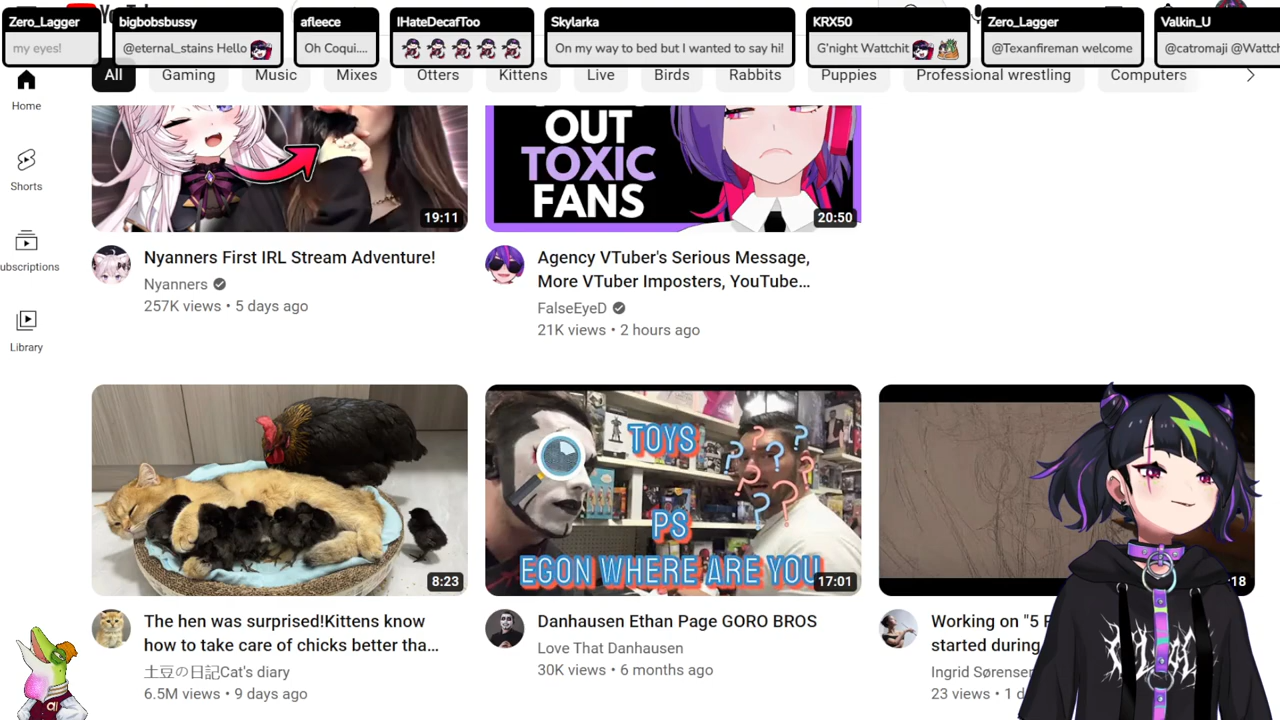 Zero_Lagger
my eyes!
bigbobsbussy
@eternal_stains Hello
afleece
Oh Coqui....
IHateDecafToo
Skylarka
On my way to bed but I wanted to say hi!
KRX50
G'night Wattchit
Zero_Lagger
@Texanfireman welcome
Valkin_U
@catromaji @Wattch
All
Gaming
Music
Mixes
Otters
Kittens
Live
Birds
Rabbits
Puppies
Professional wrestling
Computers
Home
Shorts
ubscriptions
Library
19:11
Nyanners First IRL Stream Adventure!
Nyanners
257K views • 5 days ago
OUT
TOXIC
FANS
20:50
Agency VTuber's Serious Message,
More VTuber Imposters, YouTube...
FalseEyeD
21K views • 2 hours ago
8:23
The hen was surprised!Kittens know
how to take care of chicks better tha...
土豆の日記Cat's diary
6.5M views • 9 days ago
TOYS
PS
EGON WHERE ARE YOU
17:01
Danhausen Ethan Page GORO BROS
Love That Danhausen
30K views • 6 months ago
:18
Working on "5 P
started during
Ingrid Sørensen
23 views • 1 d